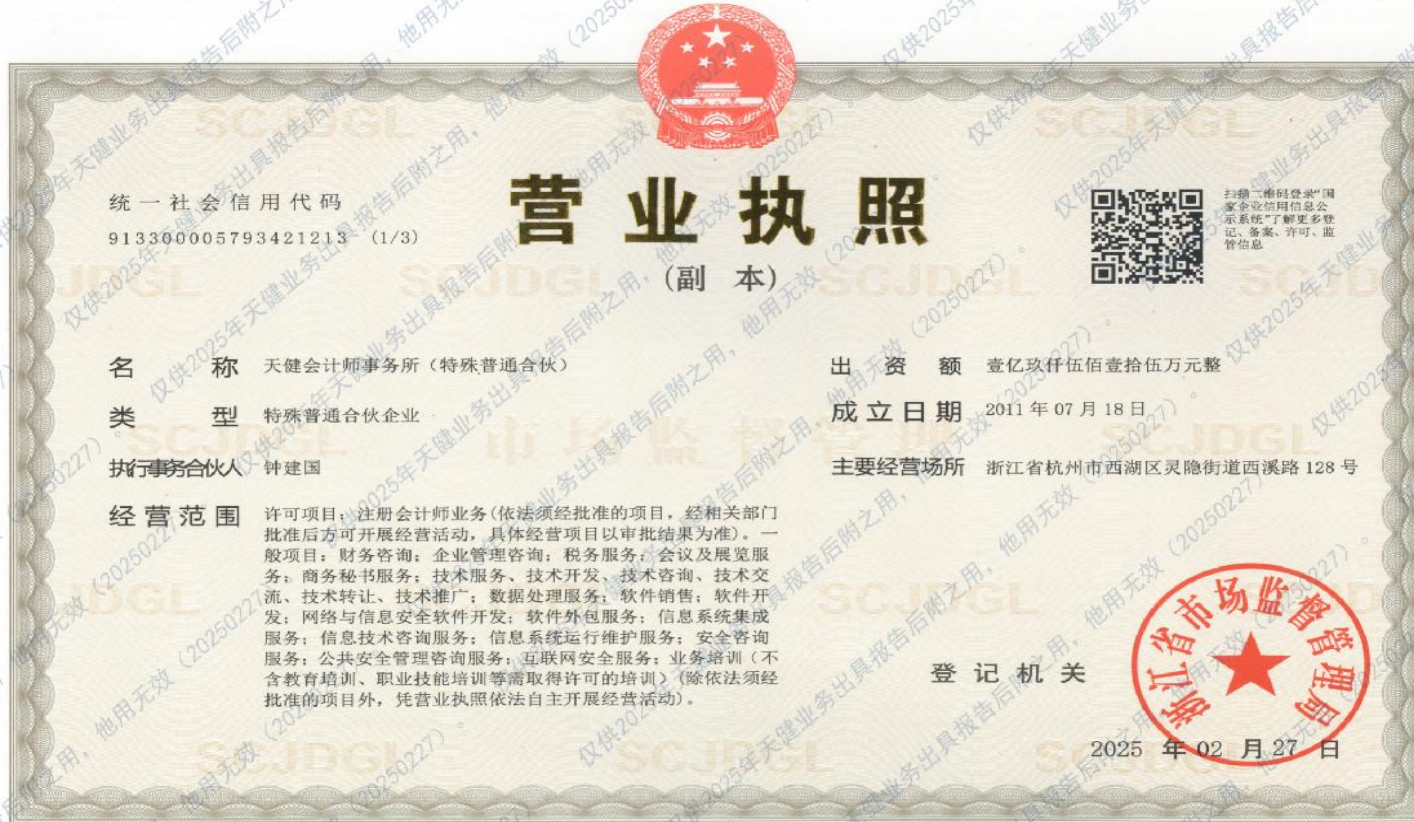 统一社会信用代码
913300005793421213 (1/3)
营业执照
(副 本)
扫描二维码登录“国
家企业信用信息公
示系统”了解更多登
记、备案、许可、监
管信息
名 称 天健会计师事务所（特殊普通合伙）
类 型 特殊普通合伙企业
执行事务合伙人 钟建国
经营范围 许可项目：注册会计师业务(依法须经批准的项目，经相关部门
批准后方可开展经营活动，具体经营项目以审批结果为准)。一
般项目：财务咨询；企业管理咨询；税务服务；会议及展览服
务；商务秘书服务；技术服务、技术开发、技术咨询、技术交
流、技术转让、技术推广；数据处理服务；软件销售；软件开
发；网络与信息安全软件开发；软件外包服务；信息系统集成
服务；信息技术咨询服务；信息系统运行维护服务；安全咨询
服务；公共安全管理咨询服务；互联网安全服务；业务培训（不
含教育培训、职业技能培训等需取得许可的培训）(除依法须经
批准的项目外，凭营业执照依法自主开展经营活动)。
出 资 额 壹亿玖仟伍佰壹拾伍万元整
成立日期 2011 年 07 月 18 日
主要经营场所 浙江省杭州市西湖区灵隐街道西溪路 128 号
登记机关
浙江省市场监督管理局
2025 年 02 月 27 日
市场监督管理
SCJDGL
仅供2025年天健业务出具报告后附之用，他用无效（20250227）。